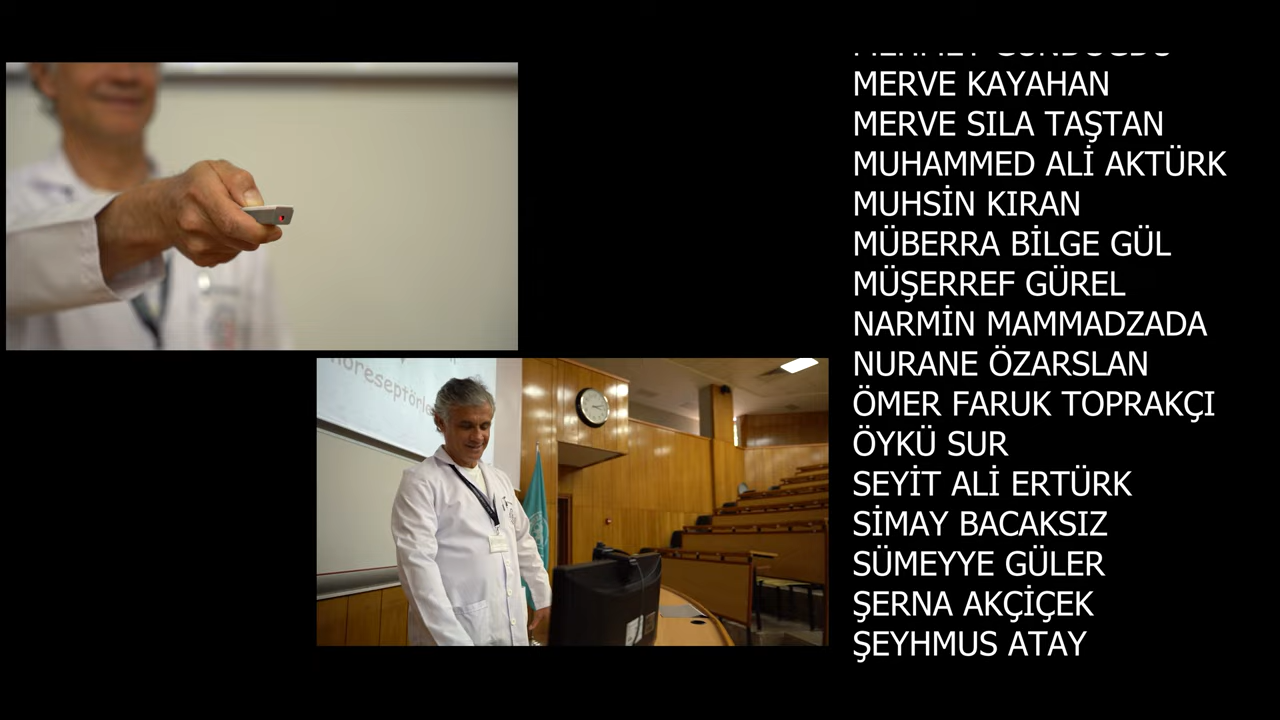 MERVE KAYAHAN
MERVE SILA TAŞTAN
MUHAMMED ALİ AKTÜRK
MUHSİN KIRAN
MÜBERRA BİLGE GÜL
MÜŞERREF GÜREL
NARMİN MAMMADZADA
NURANE ÖZARSLAN
ÖMER FARUK TOPRAKÇI
ÖYKÜ SUR
SEYİT ALİ ERTÜRK
SİMAY BACAKSIZ
SÜMEYYE GÜLER
ŞERNA AKÇİÇEK
ŞEYHMUS ATAY